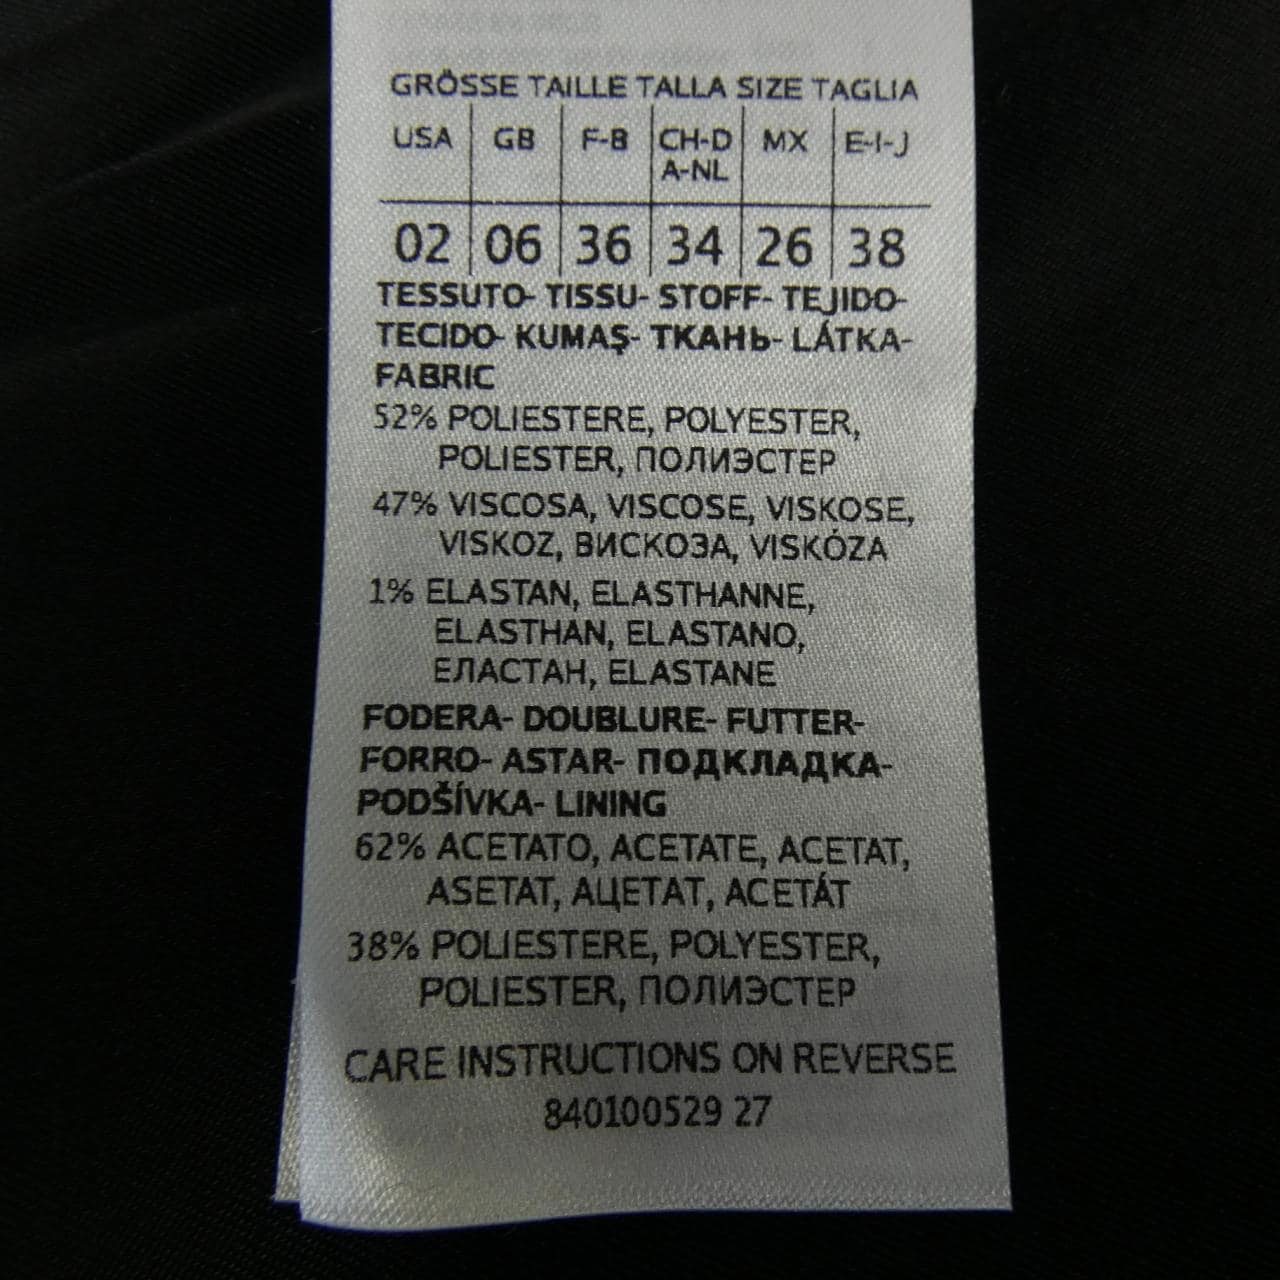 GRÖSSE TAILLE TALLA SIZE TAGLIA
USA GB F-B CH-D A-NL MX E-I-J
02 06 36 34 26 38
TESSUTO- TISSU- STOFF- TEJIDO-
TECIDO- KUMAŞ- ТКАНЬ- LÁTKA-
FABRIC
52% POLIESTERE, POLYESTER,
POLIESTER, ПОЛИЭСТЕР
47% VISCOSA, VISCOSE, VISKOSE,
VISKOZ, ВИСКОЗА, VISKÓZA
1% ELASTAN, ELASTHANNE,
ELASTHAN, ELASTANO,
ЕЛАСТАН, ELASTANE
FODERA- DOUBLURE- FUTTER-
FORRO- ASTAR- ПОДКЛАДКА-
PODŠÍVKA- LINING
62% ACETATO, ACETATE, ACETAT,
ASETAT, АЦЕТАТ, ACETÁT
38% POLIESTERE, POLYESTER,
POLIESTER, ПОЛИЭСТЕР
CARE INSTRUCTIONS ON REVERSE
840100529 27